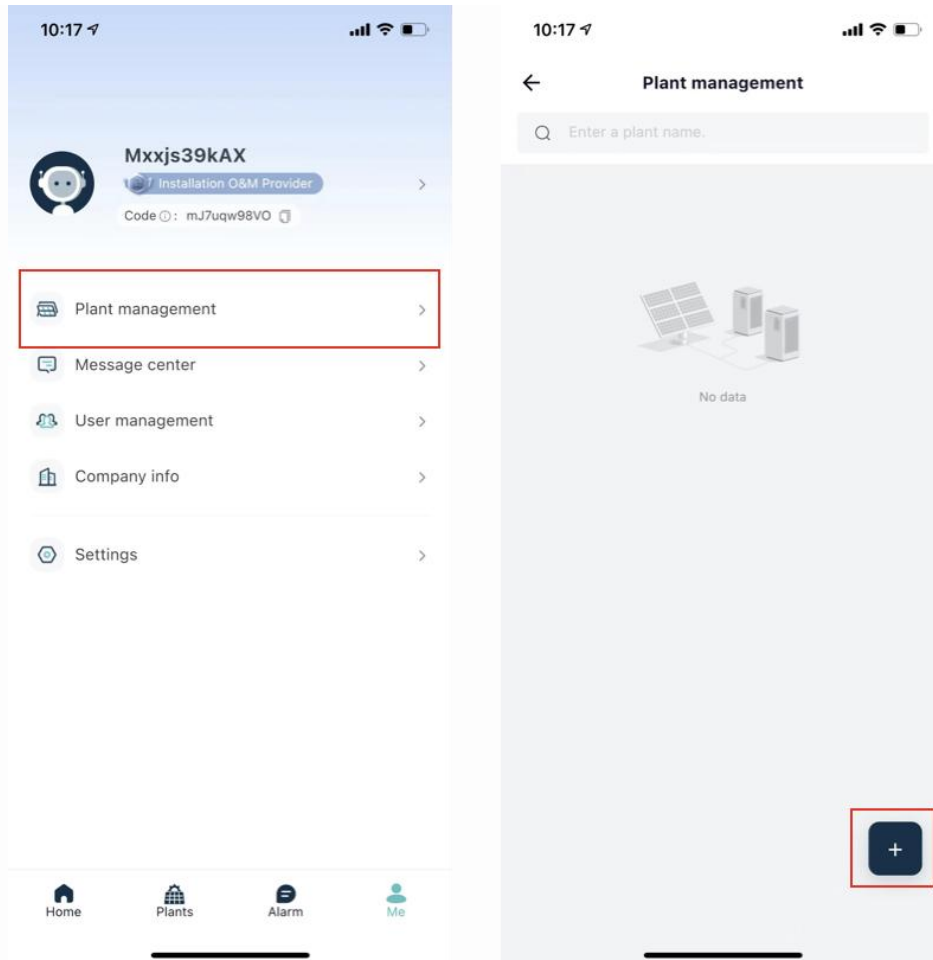 10:17
Mxxjs39kAX
Installation O&M Provider
Code ⓘ: mJ7uqw98VO
Plant management
Message center
User management
Company info
Settings
Home
Plants
Alarm
Me
10:17
Plant management
Enter a plant name.
No data
+